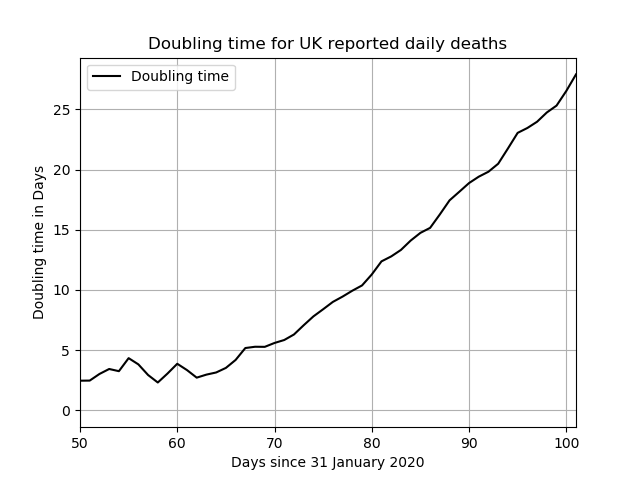 Doubling time for UK reported daily deaths
Doubling time
Doubling time in Days
25
20
15
10
5
0
50 60 70 80 90 100
Days since 31 January 2020